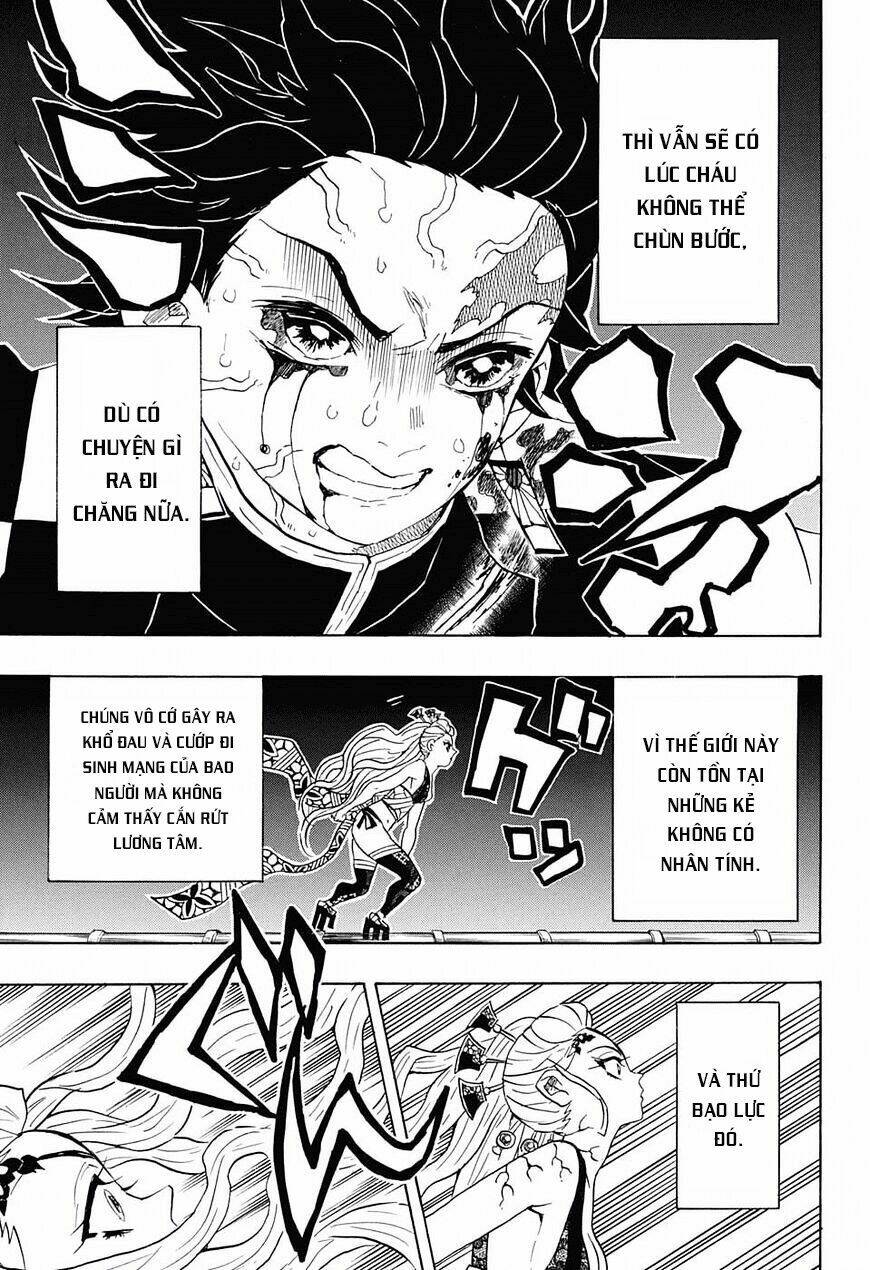 THÌ VẪN SẼ CÓ
LÚC CHÁU
KHÔNG THỂ
CHÙN BƯỚC,
DÙ CÓ
CHUYỆN GÌ
RA ĐI
CHĂNG NỮA.
VÌ THẾ GIỚI NÀY
CÒN TỒN TẠI
NHỮNG KẺ
KHÔNG CÓ
NHÂN TÍNH.
CHÚNG VÔ CỚ GÂY RA
KHỔ ĐAU VÀ CƯỚP ĐI
SINH MẠNG CỦA BAO
NGƯỜI MÀ KHÔNG
CẢM THẤY CẮN RỨT
LƯƠNG TÂM.
VÀ THỨ
BẠO LỰC
ĐÓ.